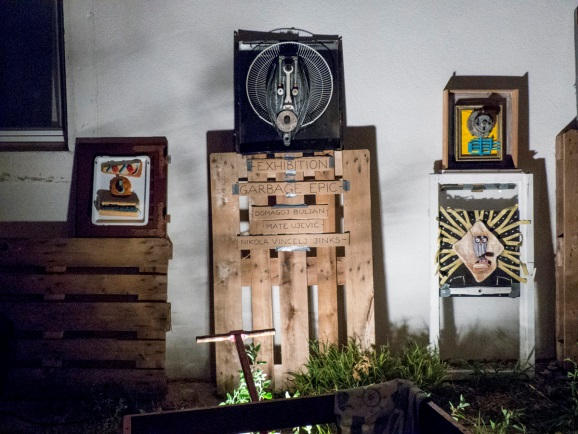 EXHIBITION
GARBAGE EPIC
DOMAGOJ BULJAN
MATE UJEVIĆ
NIKOLA VINCELJ JINKS